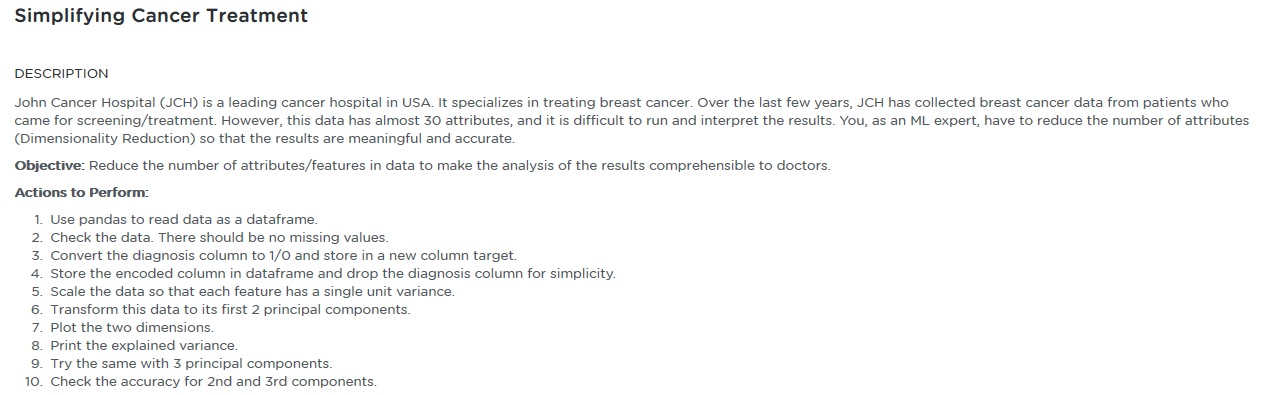 Simplifying Cancer Treatment
DESCRIPTION
John Cancer Hospital (JCH) is a leading cancer hospital in USA. It specializes in treating breast cancer. Over the last few years, JCH has collected breast cancer data from patients who
came for screening/treatment. However, this data has almost 30 attributes, and it is difficult to run and interpret the results. You, as an ML expert, have to reduce the number of attributes
(Dimensionality Reduction) so that the results are meaningful and accurate.
Objective: Reduce the number of attributes/features in data to make the analysis of the results comprehensible to doctors.
Actions to Perform:
1. Use pandas to read data as a dataframe.
2. Check the data. There should be no missing values.
3. Convert the diagnosis column to 1/0 and store in a new column target.
4. Store the encoded column in dataframe and drop the diagnosis column for simplicity.
5. Scale the data so that each feature has a single unit variance.
6. Transform this data to its first 2 principal components.
7. Plot the two dimensions.
8. Print the explained variance.
9. Try the same with 3 principal components.
10. Check the accuracy for 2nd and 3rd components.